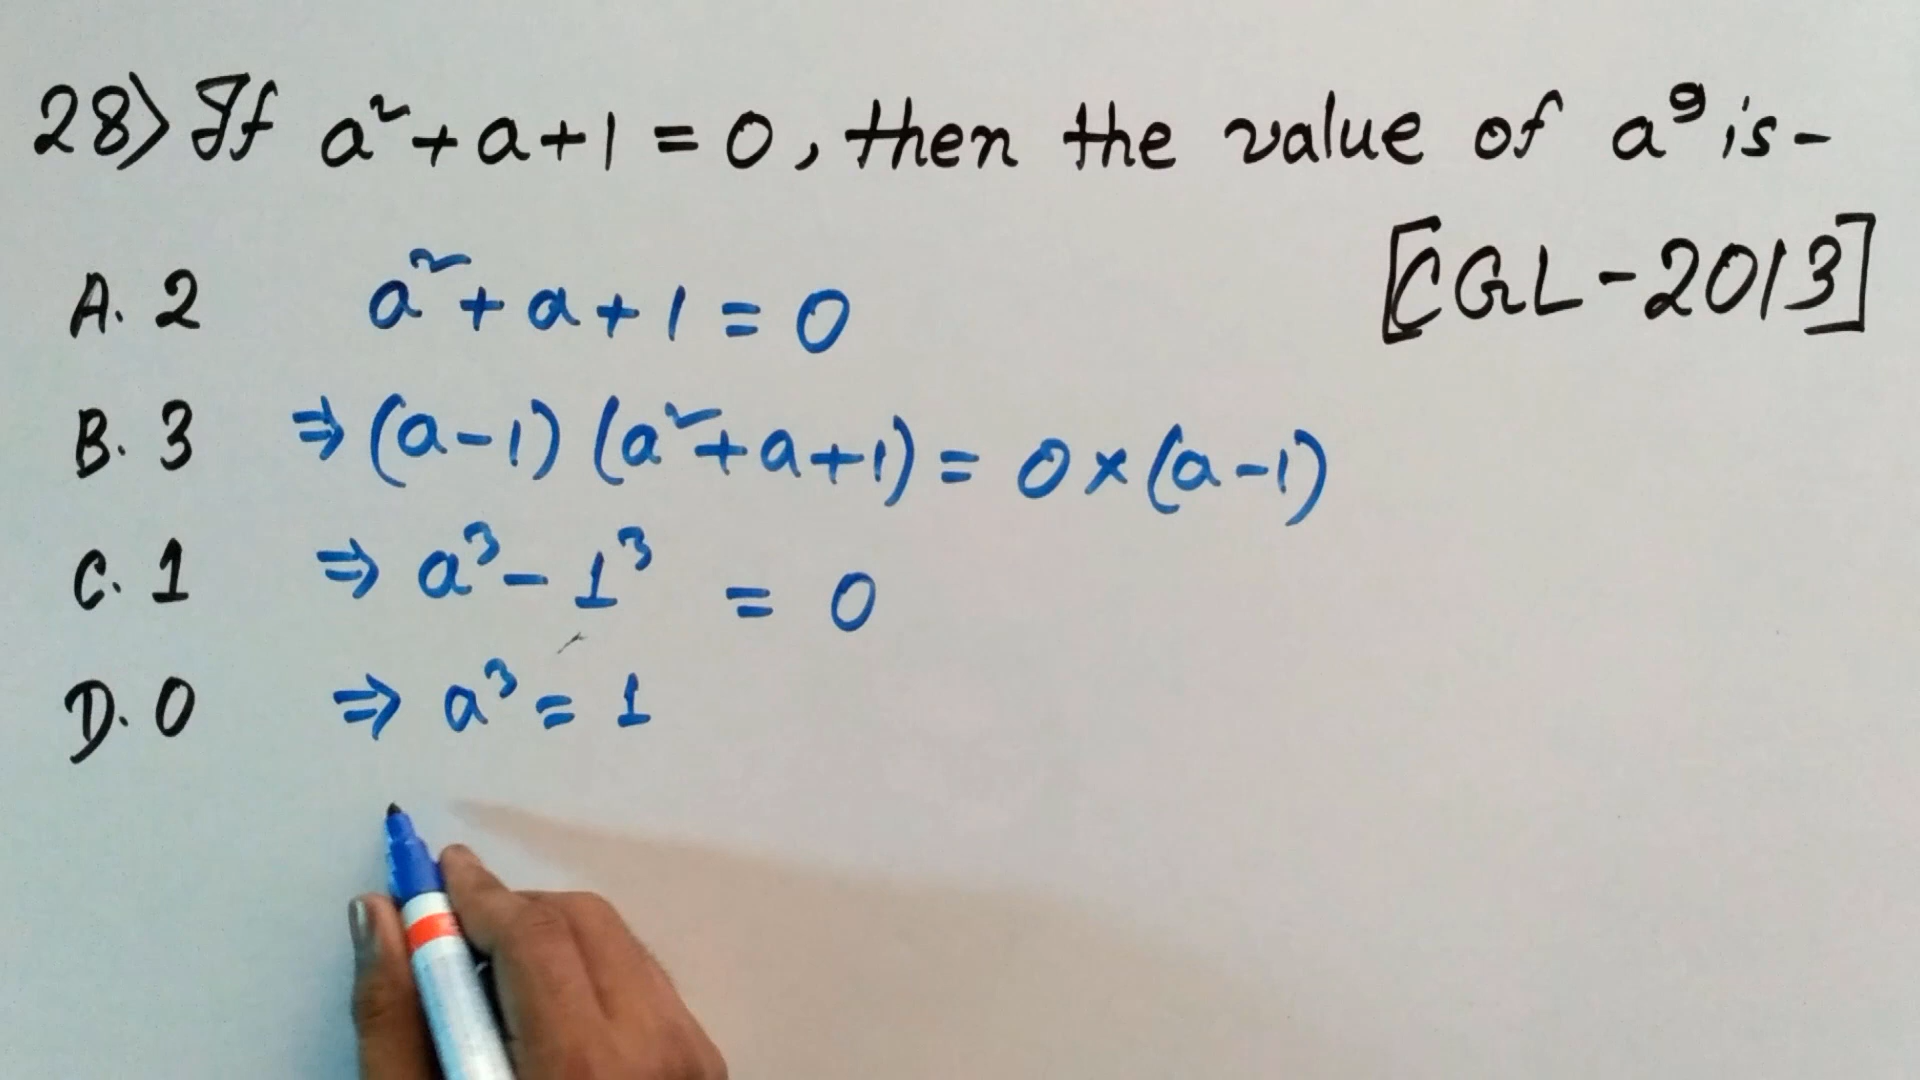 28) If a²+a+1=0, then the value of a⁹ is-
[CGL-2013]
A. 2
a²+a+1=0
B. 3
⇒(a-1)(a²+a+1)=0×(a-1)
C. 1
⇒ a³-1³ = 0
D. 0
⇒ a³=1